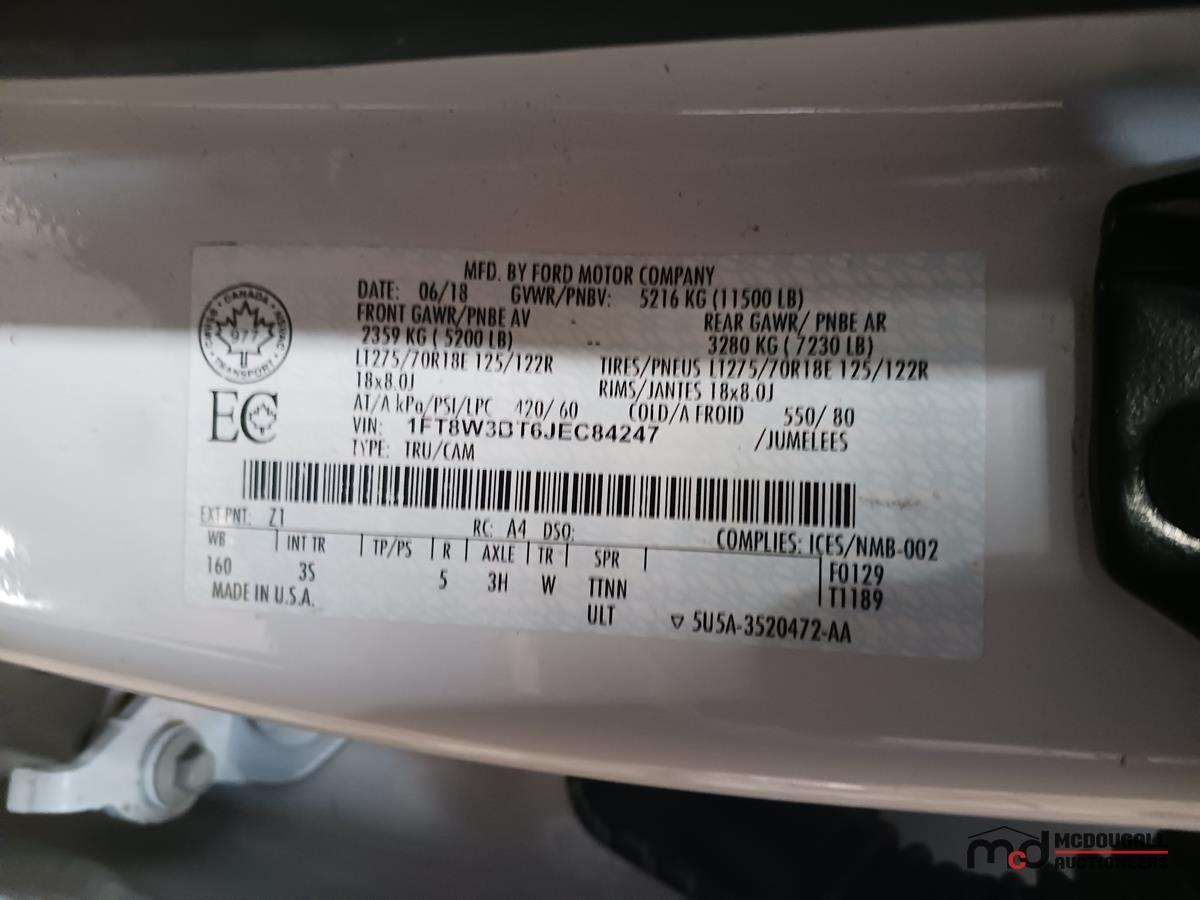 MFD. BY FORD MOTOR COMPANY
DATE: 06/18 GVWR/PNBV: 5216 KG (11500 LB)
FRONT GAWR/PNBE AV REAR GAWR/ PNBE AR
2359 KG ( 5200 LB) -- 3280 KG ( 7230 LB)
LT275/70R18E 125/122R TIRES/PNEUS LT275/70R18E 125/122R
18x8.0J RIMS/JANTES 18x8.0J
AT/A kPa/PSI/LPC 420/ 60 COLD/A FROID 550/ 80
VIN: 1FT8W3BT6JEC84247 /JUMELEES
TYPE: TRU/CAM
CANADA
977
TRANSPORT
EC
EXT PNT: Z1 RC: A4 DSO:
COMPLIES: ICES/NMB-002
WB INT TR TP/PS R AXLE TR SPR
160 3S 5 3H W TTNN F0129
ULT T1189
MADE IN U.S.A.
5U5A-3520472-AA
mcd MCDOUGALL
AUCTIONEERS